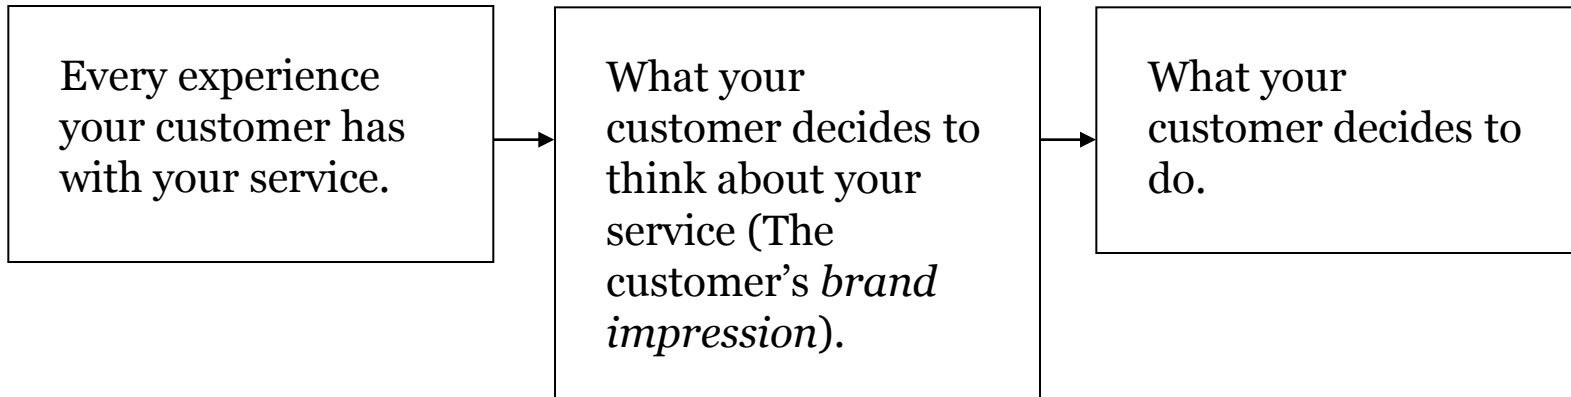 Every experience
your customer has
with your service.
What your
customer decides to
think about your
service (The
customer’s brand
impression).
What your
customer decides to
do.